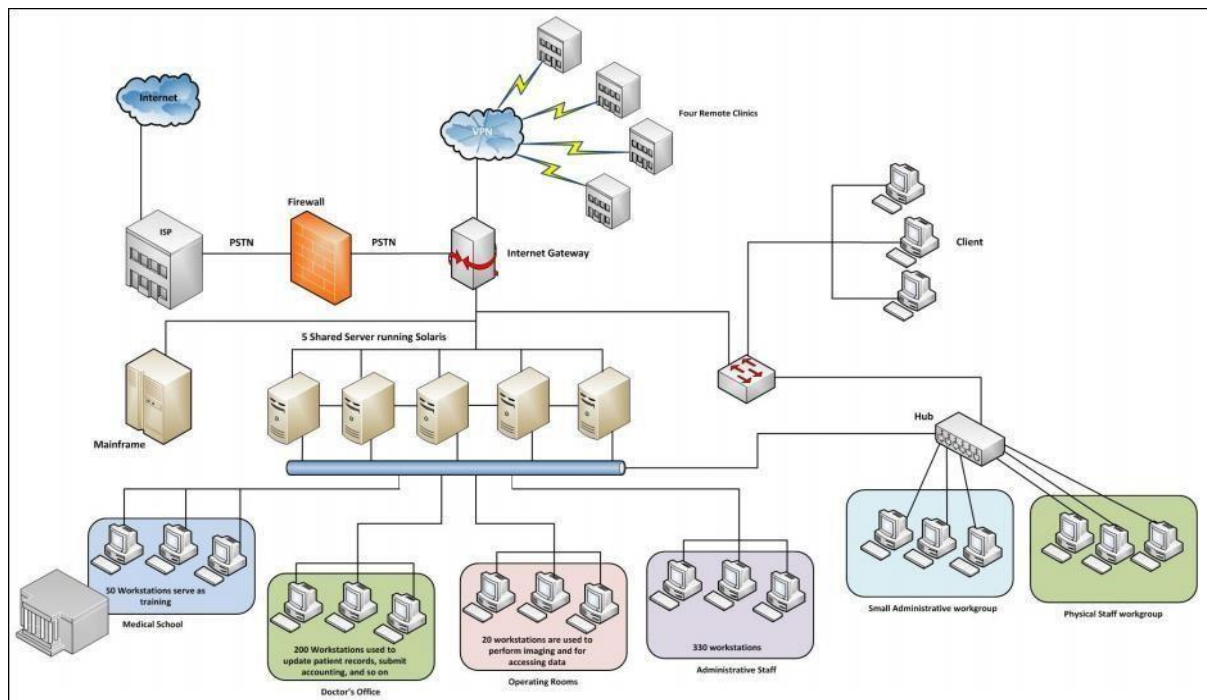 Internet
VPN
Four Remote Clinics
Firewall
ISP
PSTN
PSTN
Internet Gateway
Client
5 Shared Server running Solaris
Mainframe
Hub
50 Workstations serve as
training
Medical School
200 Workstations used to
update patient records, submit
accounting, and so on
Doctor's Office
20 workstations are used to
perform imaging and for
accessing data
Operating Rooms
330 workstations
Administrative Staff
Small Administrative workgroup
Physical Staff workgroup